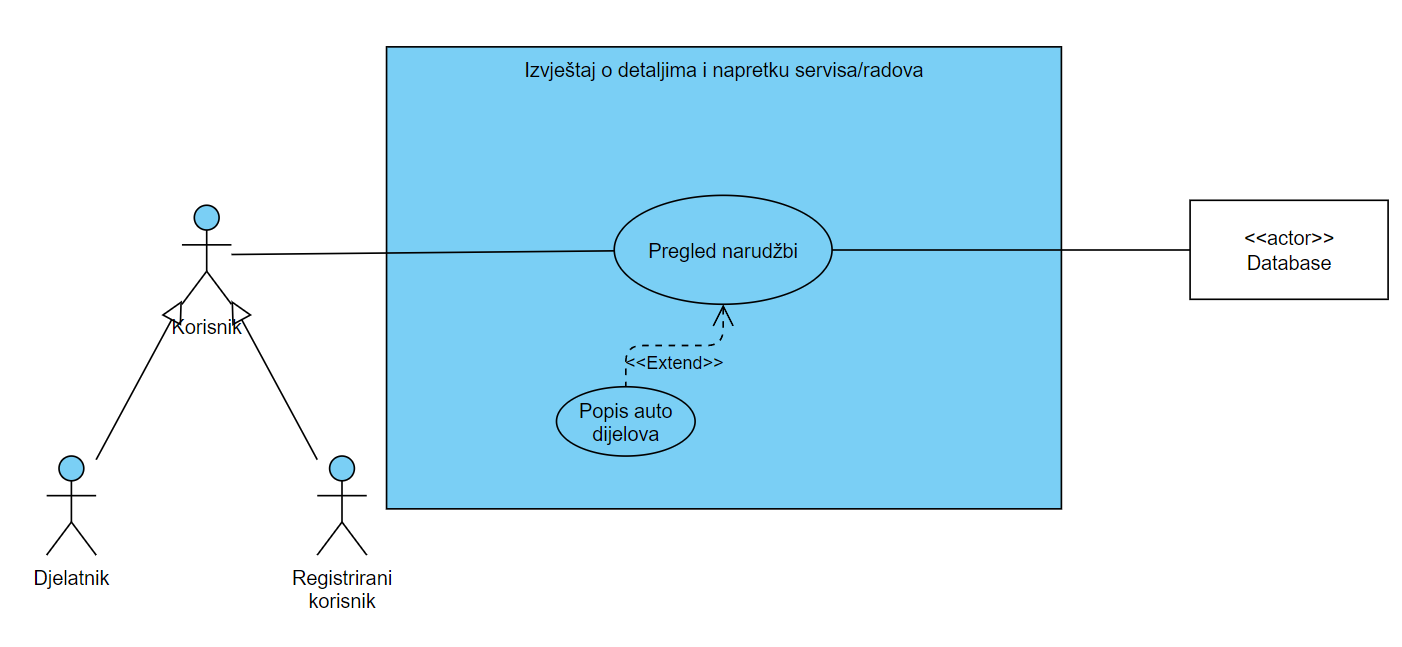 Izvještaj o detaljima i napretku servisa/radova
Pregled narudžbi
<<actor>>
Database
Korisnik
<<Extend>>
Popis auto
dijelova
Djelatnik
Registrirani
korisnik